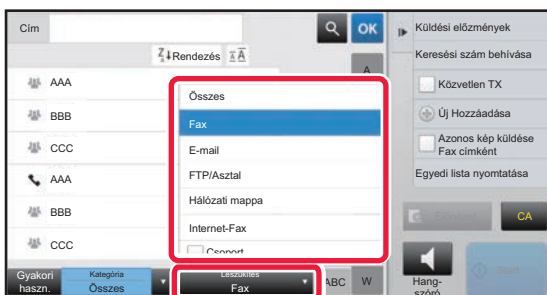 Cím
OK
Rendezés
A
AAA
BBB
CCC
AAA
BBB
CCC
Összes
Fax
E-mail
FTP/Asztal
Hálózati mappa
Internet-Fax
Csoport
Gyakori
haszn.
Kategória
Összes
Leszűkítés
Fax
ABC
W
Küldési előzmények
Keresési szám behívása
Közvetlen TX
Új Hozzáadása
Azonos kép küldése
Fax címként
Egyedi lista nyomtatása
CA
Hang-
szóró
Start